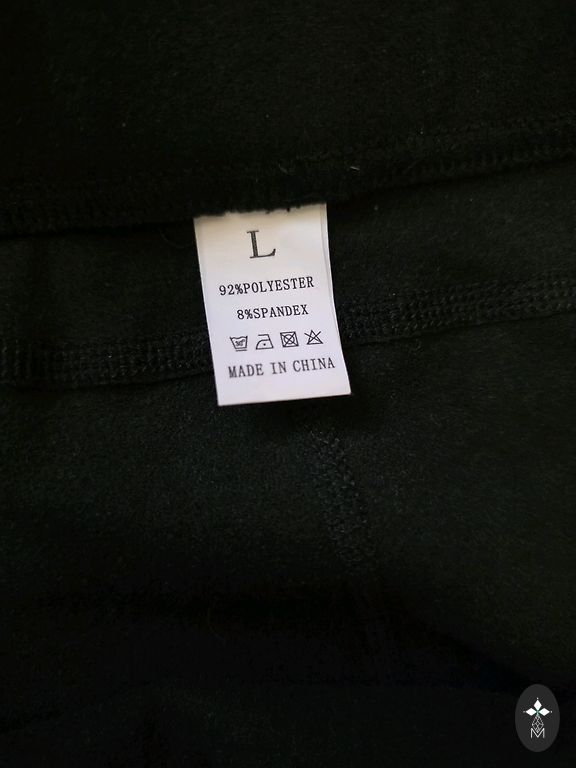 L
92%POLYESTER
8%SPANDEX
MADE IN CHINA
M